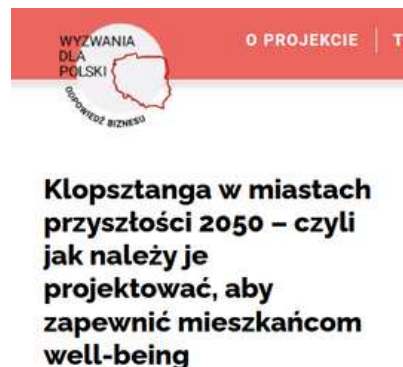 WYZWANIA
DLA
POLSKI
ODPOWIEDŹ BIZNESU
O PROJEKCIE
T
Klopsztanga w miastach
przyszłości 2050 – czyli
jak należy je
projektować, aby
zapewnić mieszkańcom
well-being